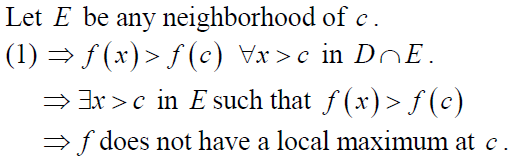 Let E be any neighborhood of c.
(1) ⇒ f(x) > f(c) ∀x > c in D∩E.
⇒ ∃x > c in E such that f(x) > f(c)
⇒ f does not have a local maximum at c.